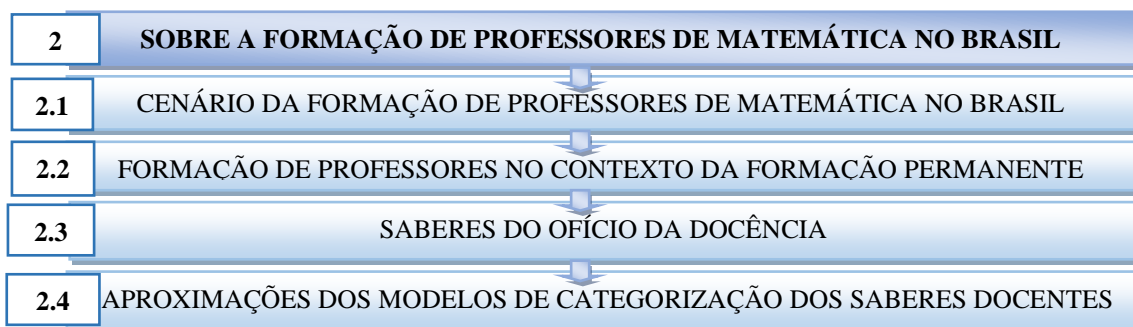 2 SOBRE A FORMAÇÃO DE PROFESSORES DE MATEMÁTICA NO BRASIL
2.1 CENÁRIO DA FORMAÇÃO DE PROFESSORES DE MATEMÁTICA NO BRASIL
2.2 FORMAÇÃO DE PROFESSORES NO CONTEXTO DA FORMAÇÃO PERMANENTE
2.3 SABERES DO OFÍCIO DA DOCÊNCIA
2.4 APROXIMAÇÕES DOS MODELOS DE CATEGORIZAÇÃO DOS SABERES DOCENTES